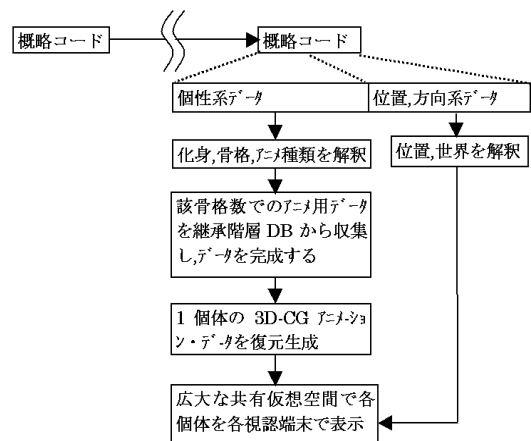 概略コード
概略コード
個性系データ
位置,方向系データ
化身,骨格,ｱﾆﾒ種類を解釈
位置,世界を解釈
該骨格数でのｱﾆﾒ用データ
を継承階層 DB から収集
し,ﾃﾞｰﾀを完成する
1 個体の 3D-CG ｱﾆﾒｰｼｮ
ﾝ・ﾃﾞｰﾀを復元生成
広大な共有仮想空間で各
個体を各視認端末で表示